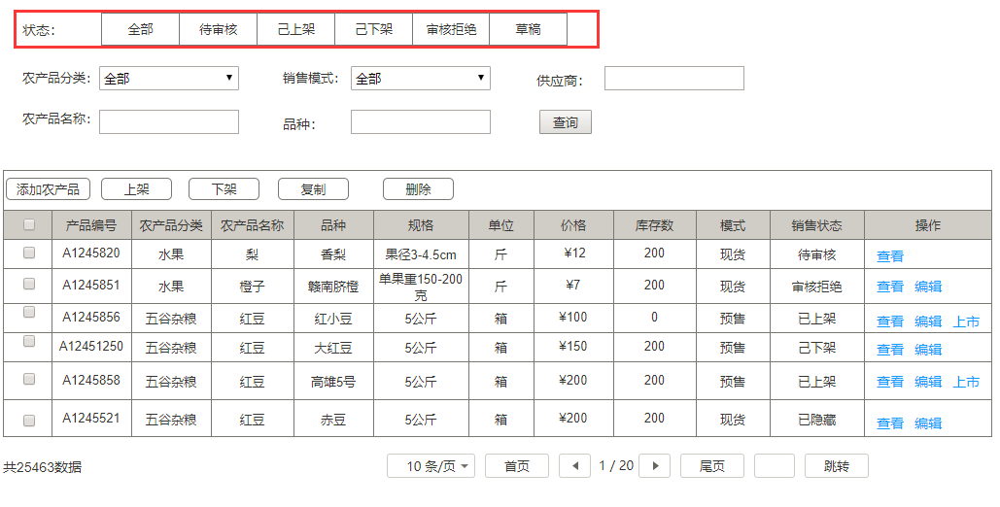 状态： 全部 待审核 己上架 己下架 审核拒绝 草稿
农产品分类： 全部 销售模式： 全部 供应商：
农产品名称： 品种： 查询
添加农产品 上架 下架 复制 删除
产品编号 农产品分类 农产品名称 品种 规格 单位 价格 库存数 模式 销售状态 操作
A1245820 水果 梨 香梨 果径3-4.5cm 斤 ¥12 200 现货 待审核 查看
A1245851 水果 橙子 赣南脐橙 单果重150-200 斤 ¥7 200 现货 审核拒绝 查看 编辑
克
A1245856 五谷杂粮 红豆 红小豆 5公斤 箱 ¥100 0 预售 已上架 查看 编辑 上市
A12451250 五谷杂粮 红豆 大红豆 5公斤 箱 ¥150 200 预售 己下架 查看 编辑
A1245858 五谷杂粮 红豆 高雄5号 5公斤 箱 ¥200 200 预售 已上架 查看 编辑 上市
A1245521 五谷杂粮 红豆 赤豆 5公斤 箱 ¥200 200 现货 已隐藏 查看 编辑
共25463数据 10 条/页 首页 1 / 20 尾页 跳转